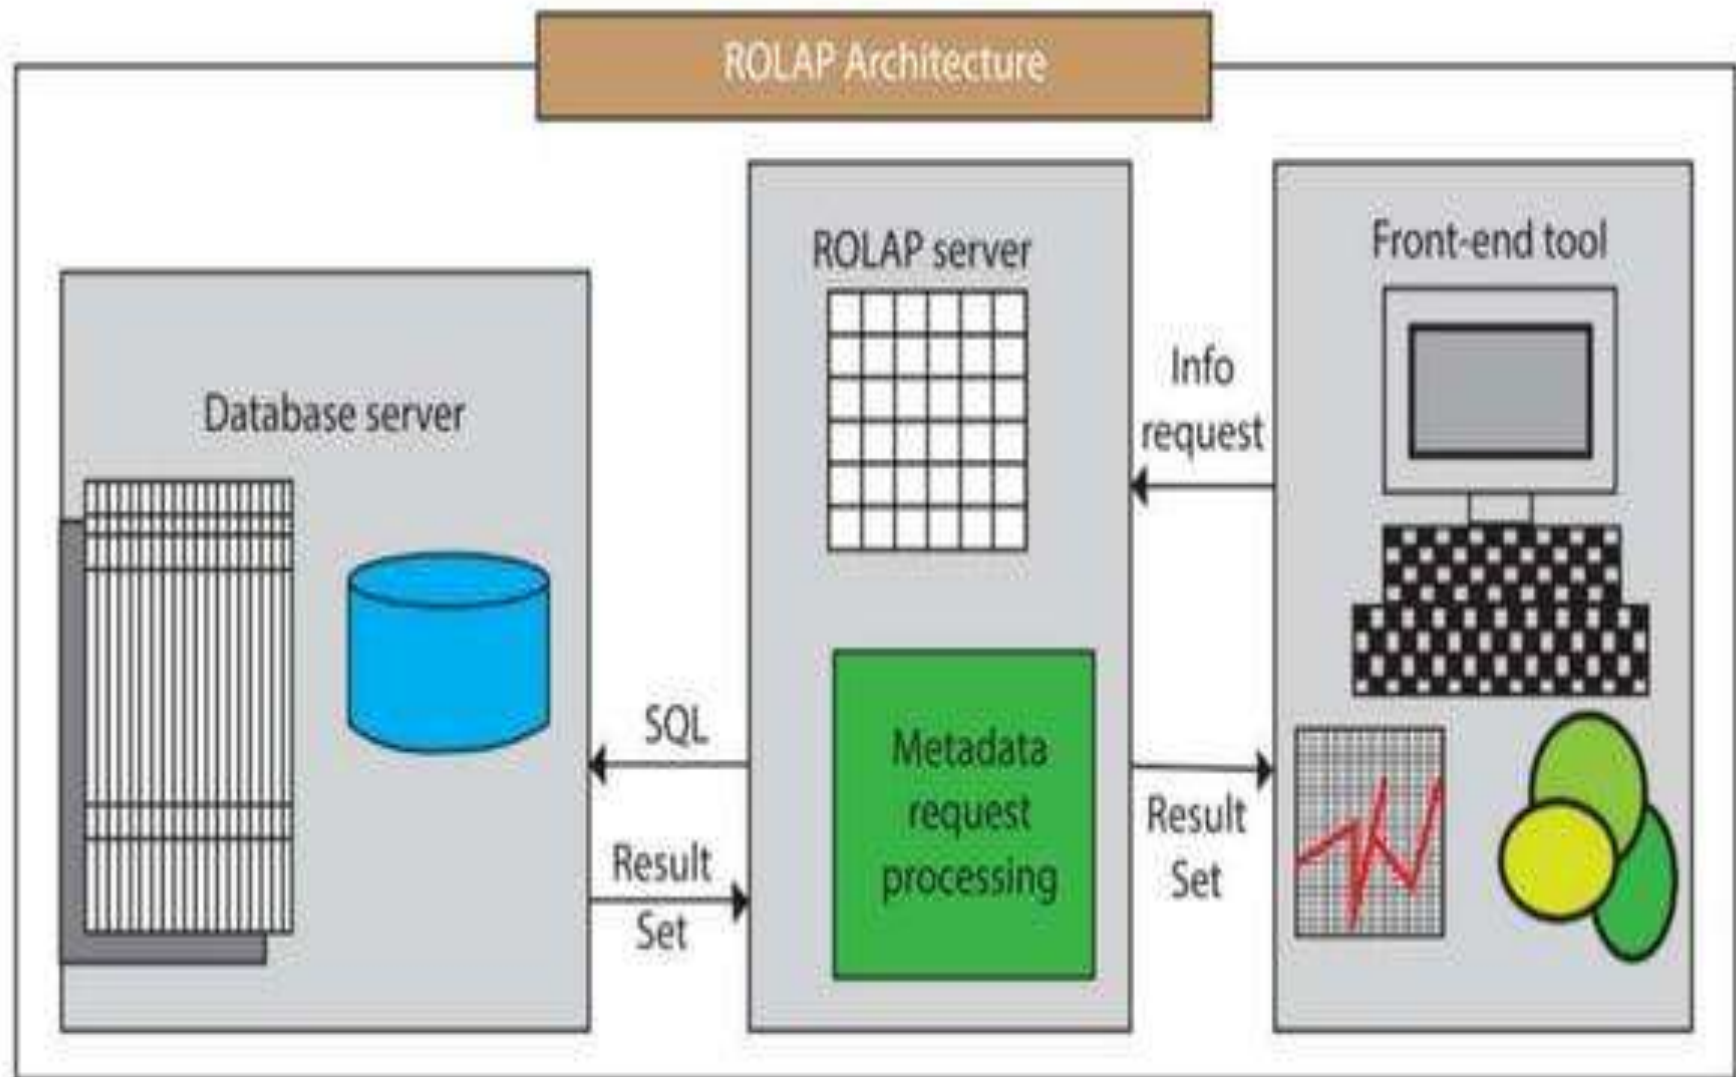 ROLAP Architecture
Database server
SQL
Result
Set
ROLAP server
Metadata
request
processing
Info
request
Result
Set
Front-end tool